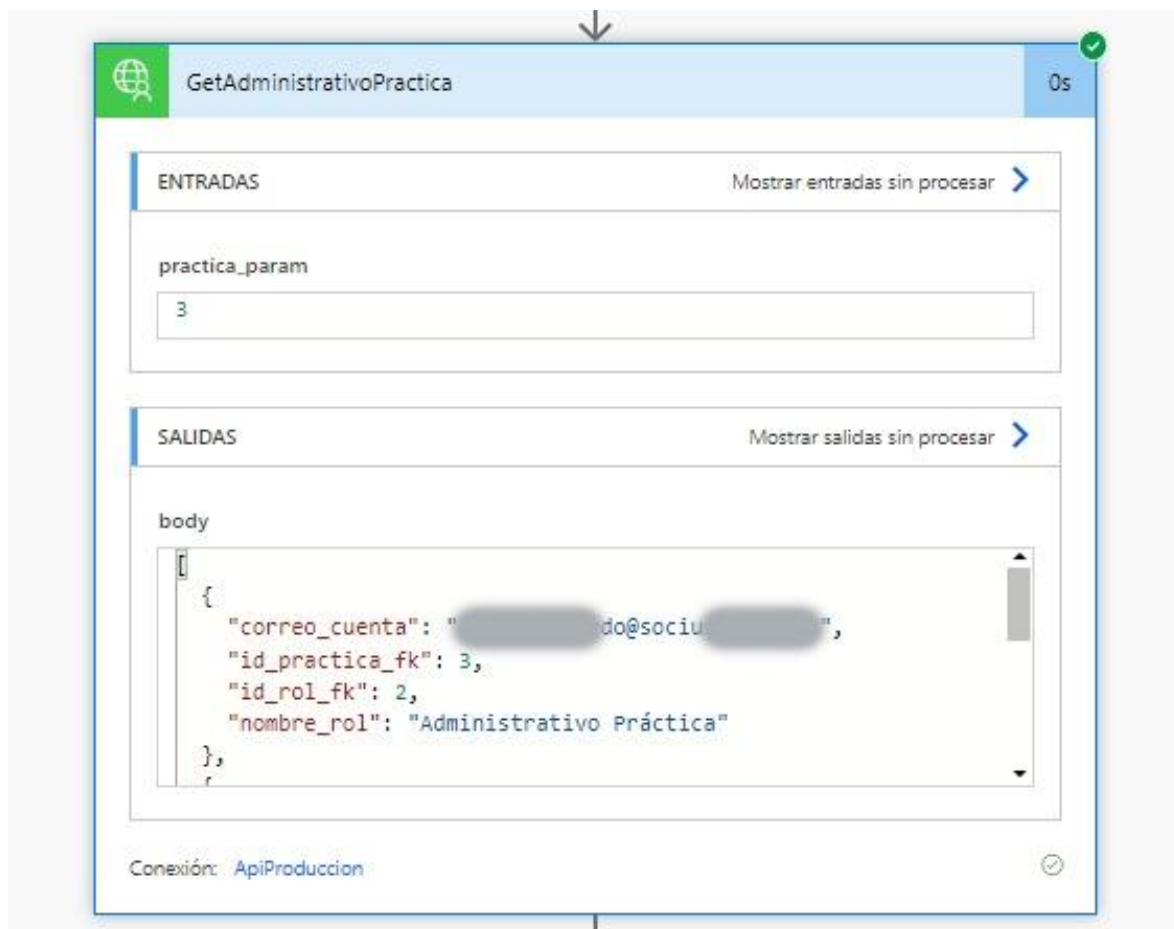 GetAdministrativoPractica 0s
ENTRADAS Mostrar entradas sin procesar
practica_param
3
SALIDAS Mostrar salidas sin procesar
body
[
{
"correo_cuenta": " do@sociu ",
"id_practica_fk": 3,
"id_rol_fk": 2,
"nombre_rol": "Administrativo Práctica"
},
{
Conexión: ApiProduccion